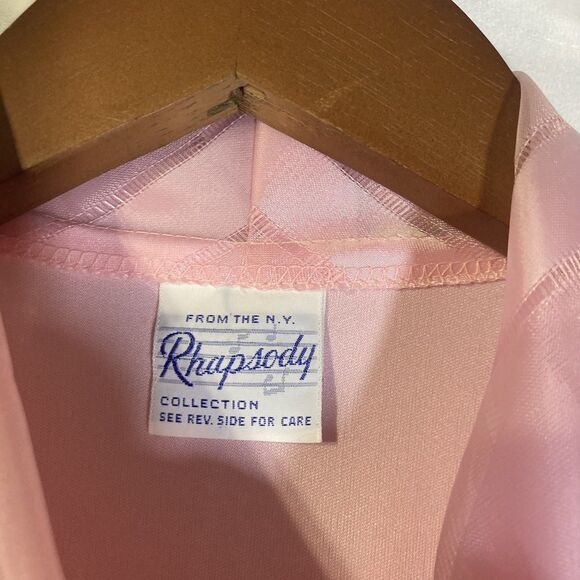 FROM THE N.Y.
Rhapsody
COLLECTION
SEE REV. SIDE FOR CARE